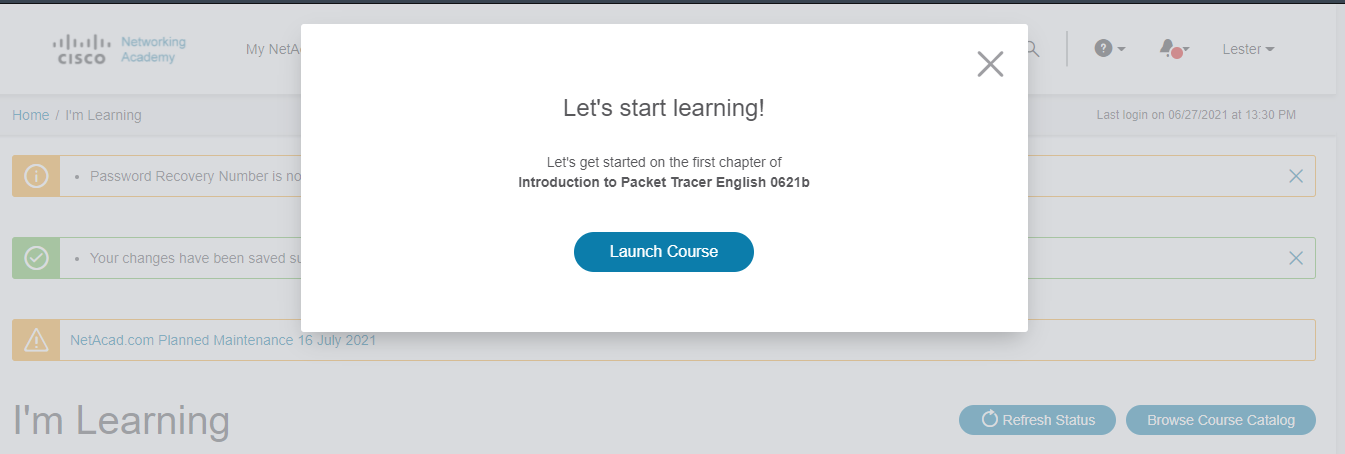 CISCO
Networking
Academy
My NetA
Lester
Home / I'm Learning
Last login on 06/27/2021 at 13:30 PM
Let's start learning!
Let's get started on the first chapter of
Introduction to Packet Tracer English 0621b
Launch Course
Password Recovery Number is no
Your changes have been saved su
NetAcad.com Planned Maintenance 16 July 2021
I'm Learning
Refresh Status
Browse Course Catalog